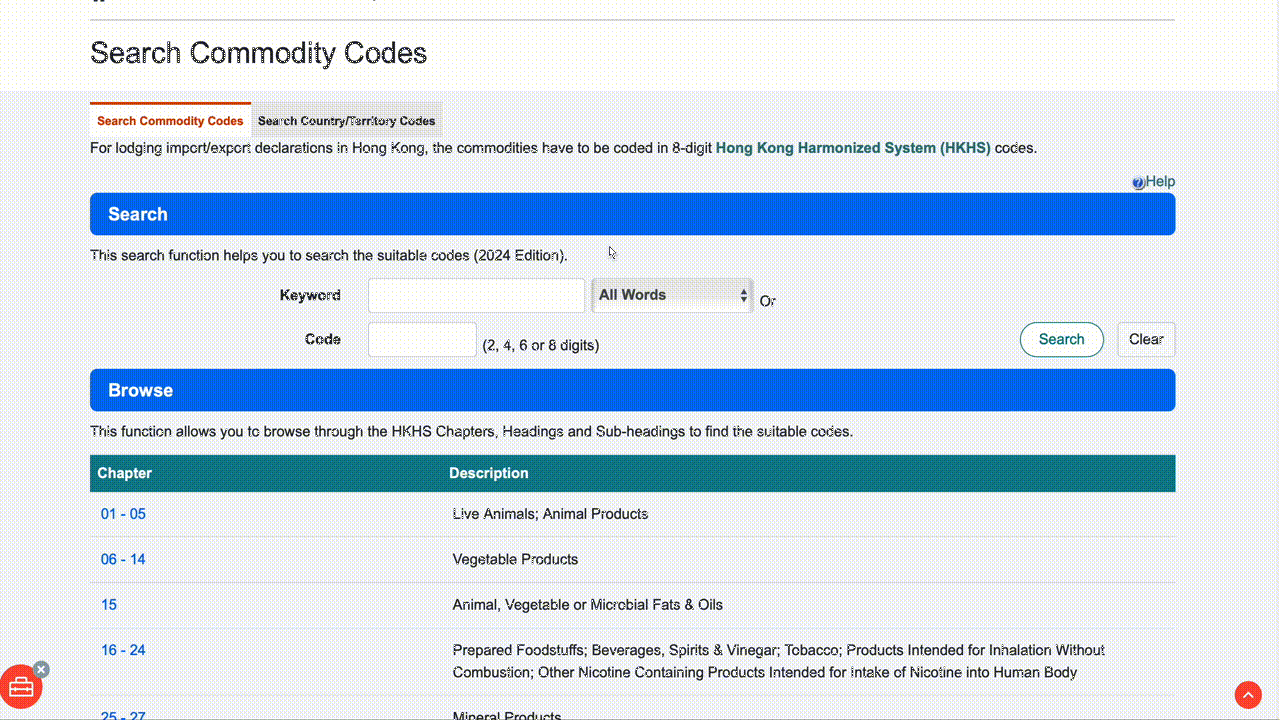 Search Commodity Codes
Search Commodity Codes Search Country/Territory Codes
For lodging import/export declarations in Hong Kong, the commodities have to be coded in 8-digit Hong Kong Harmonized System (HKHS) codes.
Help
Search
This search function helps you to search the suitable codes (2024 Edition).
Keyword All Words Or
Code (2, 4, 6 or 8 digits) Search Clear
Browse
This function allows you to browse through the HKHS Chapters, Headings and Sub-headings to find the suitable codes.
Chapter Description
01 - 05 Live Animals; Animal Products
06 - 14 Vegetable Products
15 Animal, Vegetable or Microbial Fats & Oils
16 - 24 Prepared Foodstuffs; Beverages, Spirits & Vinegar; Tobacco; Products Intended for Inhalation Without
Combustion; Other Nicotine Containing Products Intended for Intake of Nicotine into Human Body
25 - 27 Mineral Products